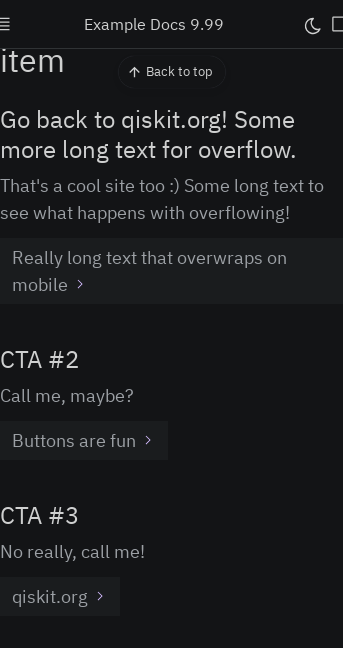 Example Docs 9.99
item
Back to top
Go back to qiskit.org! Some
more long text for overflow.
That's a cool site too :) Some long text to
see what happens with overflowing!
Really long text that overwraps on
mobile
CTA #2
Call me, maybe?
Buttons are fun
CTA #3
No really, call me!
qiskit.org